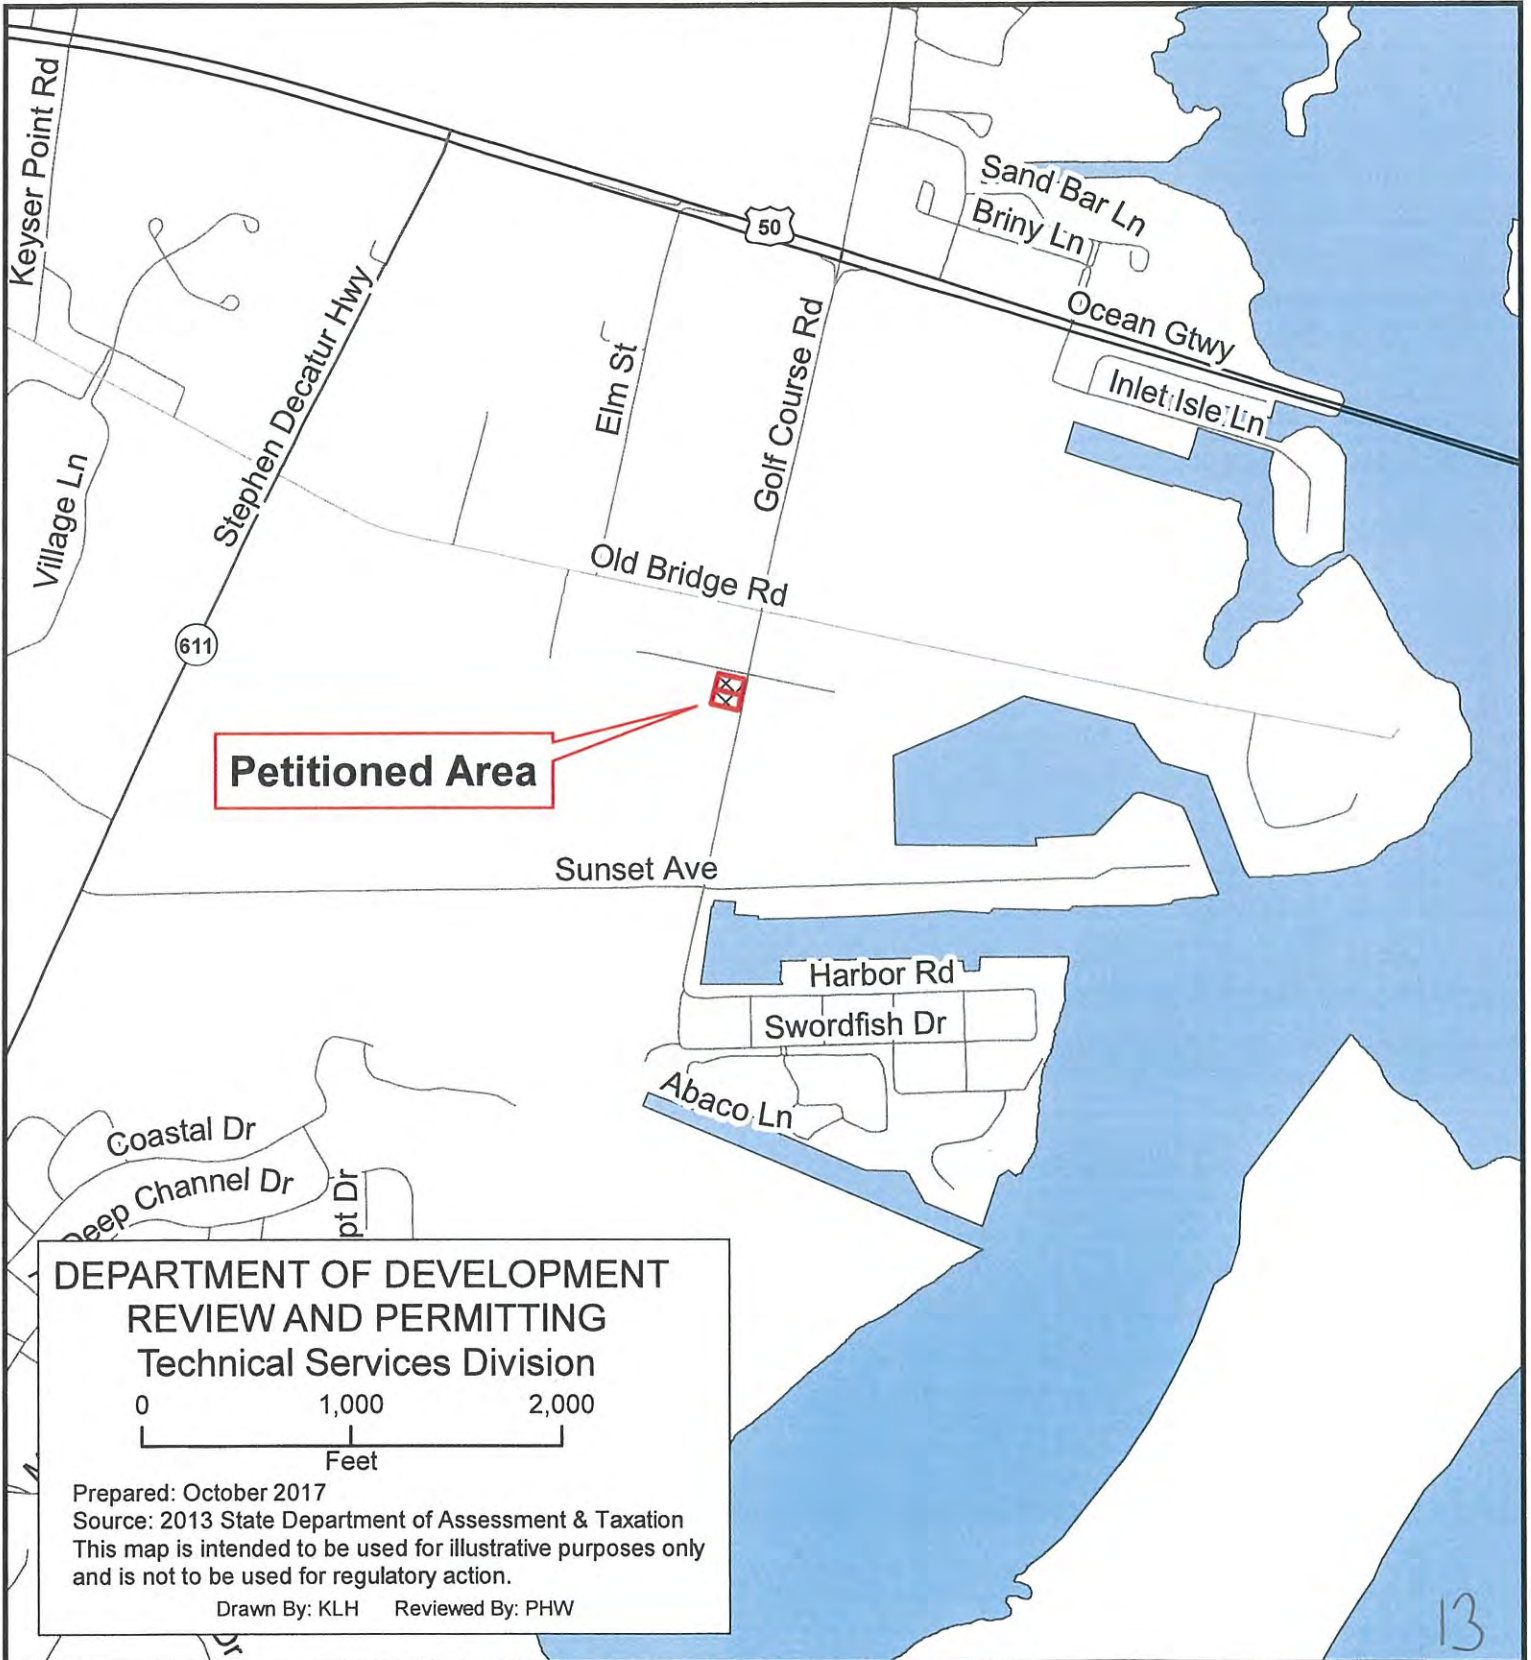 Keyser Point Rd
Sand Bar Ln
Briny Ln
50
Ocean Gtwy
Stephen Decatur Hwy
Elm St
Golf Course Rd
Inlet Isle Ln
Village Ln
Old Bridge Rd
611
Petitioned Area
Sunset Ave
Harbor Rd
Swordfish Dr
Abaco Ln
Coastal Dr
Deep Channel Dr
pt Dr
DEPARTMENT OF DEVELOPMENT
REVIEW AND PERMITTING
Technical Services Division
0 1,000 2,000
Feet
Prepared: October 2017
Source: 2013 State Department of Assessment & Taxation
This map is intended to be used for illustrative purposes only
and is not to be used for regulatory action.
Drawn By: KLH Reviewed By: PHW
Dr
13